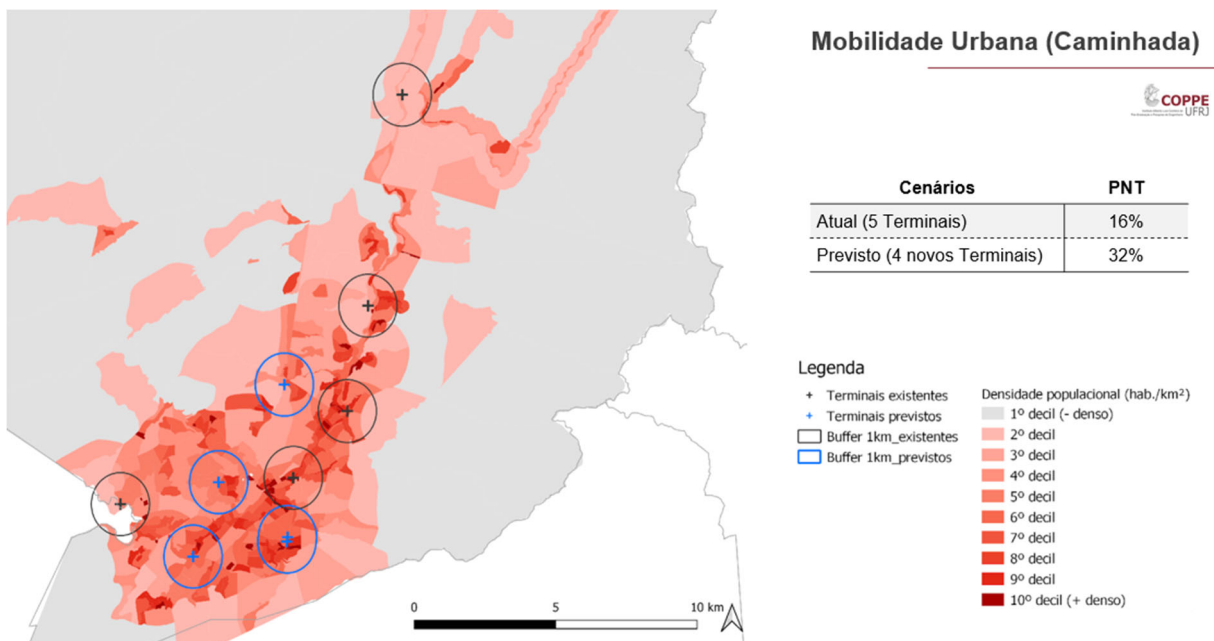 Mobilidade Urbana (Caminhada)
COPPE
UFRJ
Cenários PNT
Atual (5 Terminais) 16%
Previsto (4 novos Terminais) 32%
Legenda
Terminais existentes
Terminais previstos
Buffer 1km_existentes
Buffer 1km_previstos
Densidade populacional (hab./km²)
1º decil (- denso)
2º decil
3º decil
4º decil
5º decil
6º decil
7º decil
8º decil
9º decil
10º decil (+ denso)
0 5 10 km